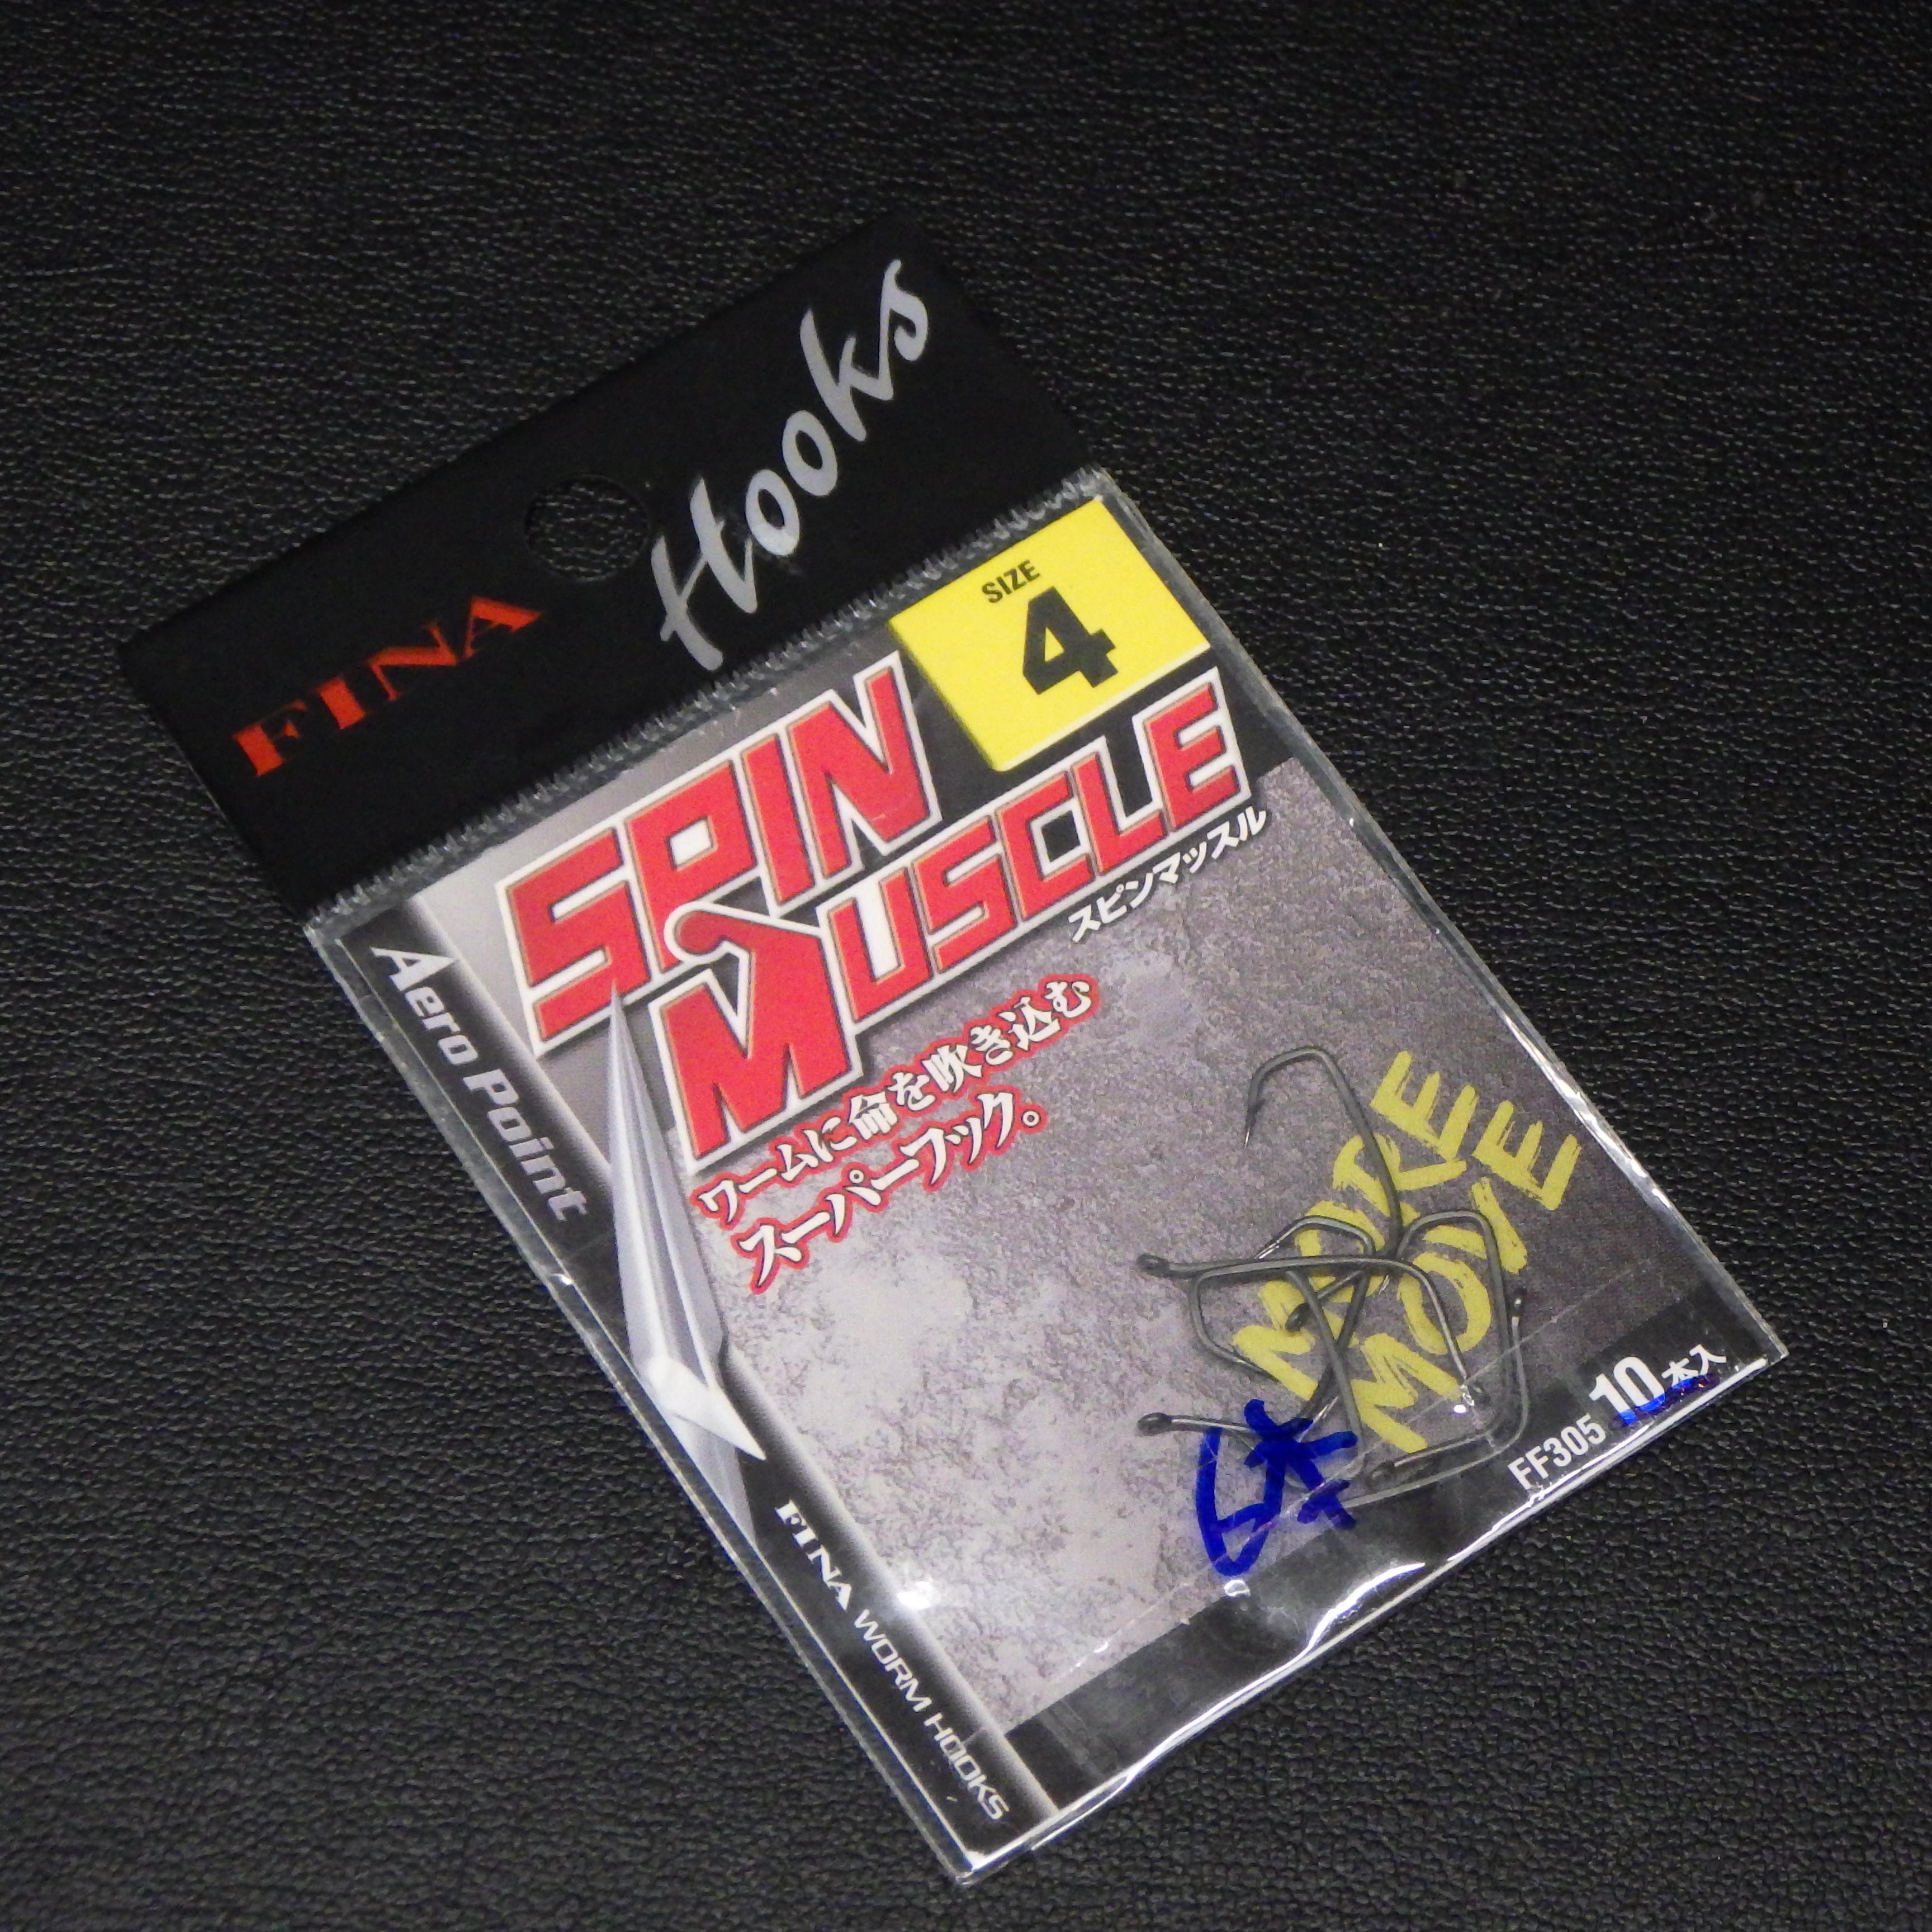 FINA
Hooks
SIZE
4
SPIN
MUSCLE
スピンマッスル
Aero Point
ワームに命を吹き込む
スーパーフック。
MORE
MOVE
6本
FF305 10本入
FINA WORM HOOKS